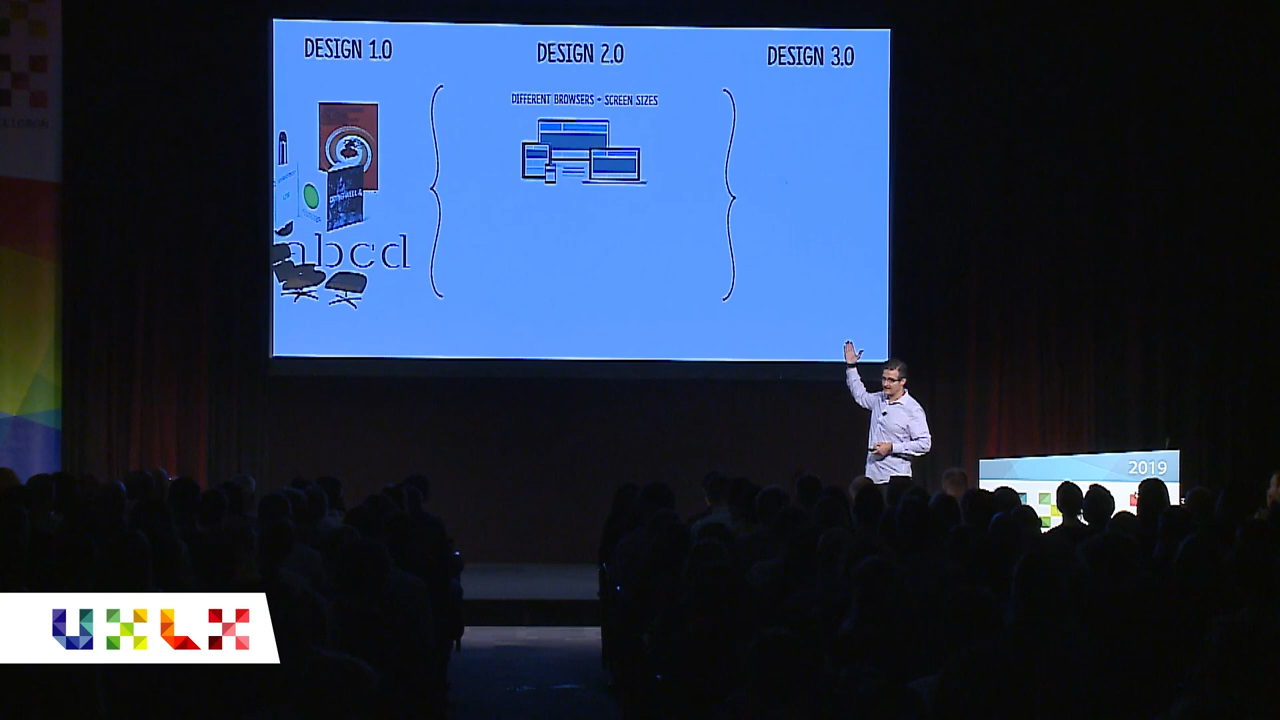 DESIGN 1.0
DESIGN 2.0
DESIGN 3.0
DIFFERENT BROWSERS - SCREEN SIZES
abcd
2019
UXLX